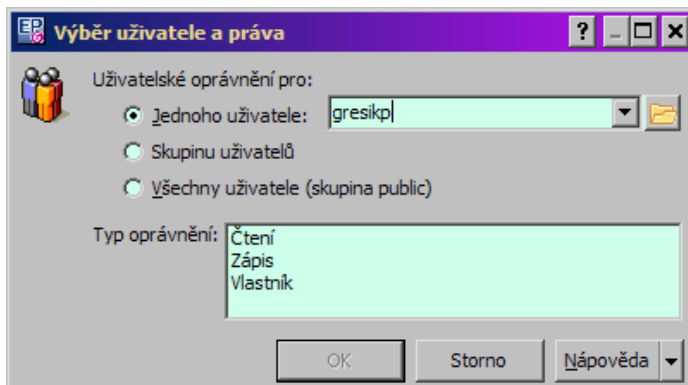 Výběr uživatele a práva
Uživatelské oprávnění pro:
Jednoho uživatele: gresikp
Skupinu uživatelů
Všechny uživatele (skupina public)
Typ oprávnění: Čtení
Zápis
Vlastník
OK Storno Nápověda